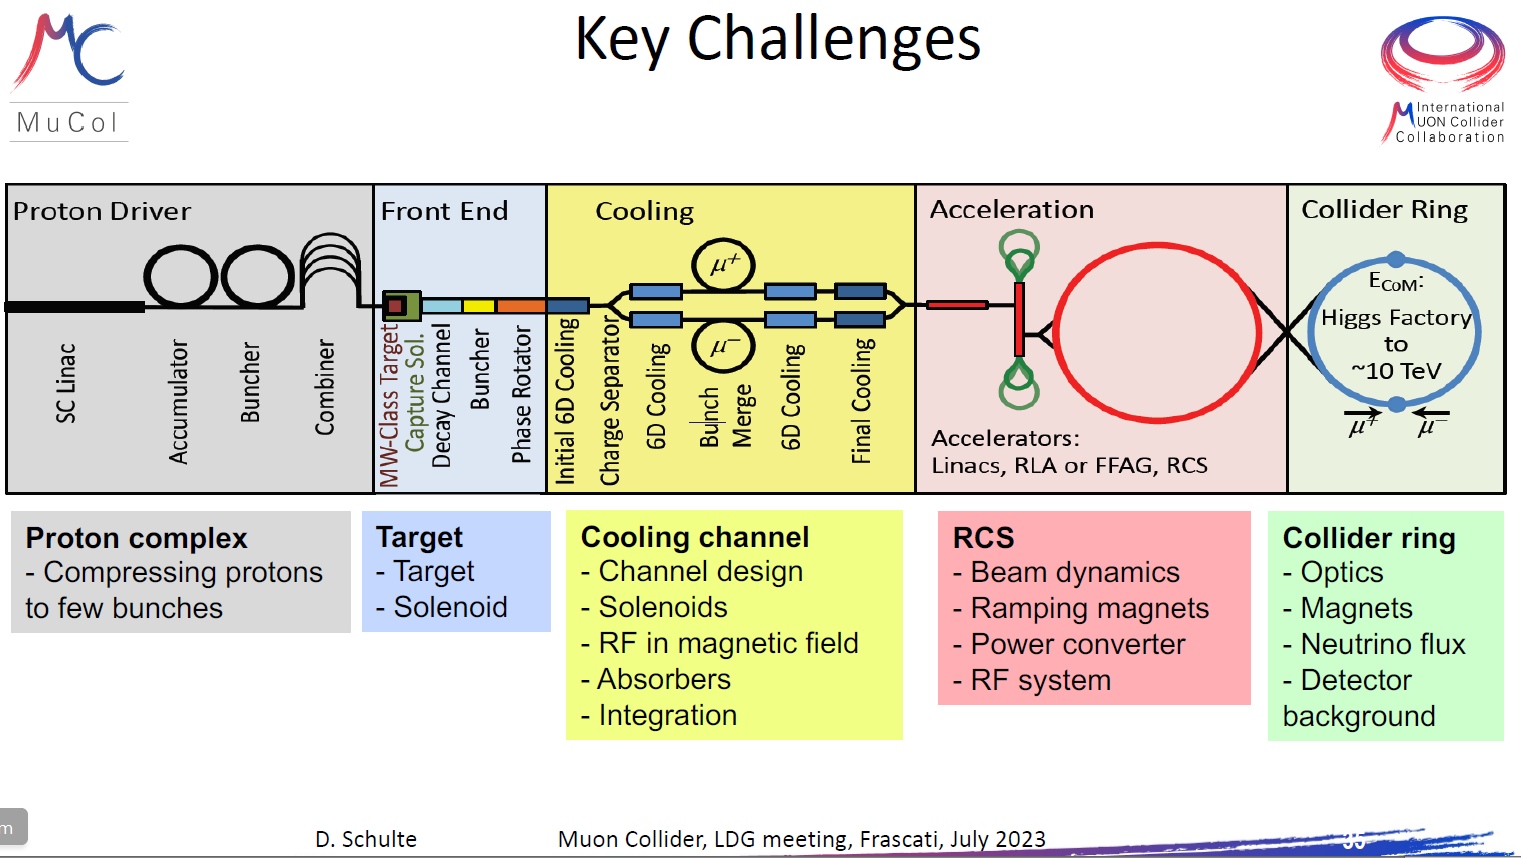 Key Challenges
MuCol
International
MUON Collider
Collaboration
Proton Driver
Front End
Cooling
Acceleration
Collider Ring
μ+
μ−
E_CoM:
Higgs Factory
to
~10 TeV
μ+ μ−
SC Linac
Accumulator
Buncher
Combiner
MW-Class Target
Capture Sol.
Decay Channel
Buncher
Phase Rotator
Initial 6D Cooling
Charge Separator
6D Cooling
Bunch
Merge
6D Cooling
Final Cooling
Accelerators:
Linacs, RLA or FFAG, RCS
Proton complex
- Compressing protons
to few bunches
Target
- Target
- Solenoid
Cooling channel
- Channel design
- Solenoids
- RF in magnetic field
- Absorbers
- Integration
RCS
- Beam dynamics
- Ramping magnets
- Power converter
- RF system
Collider ring
- Optics
- Magnets
- Neutrino flux
- Detector
background
D. Schulte
Muon Collider, LDG meeting, Frascati, July 2023